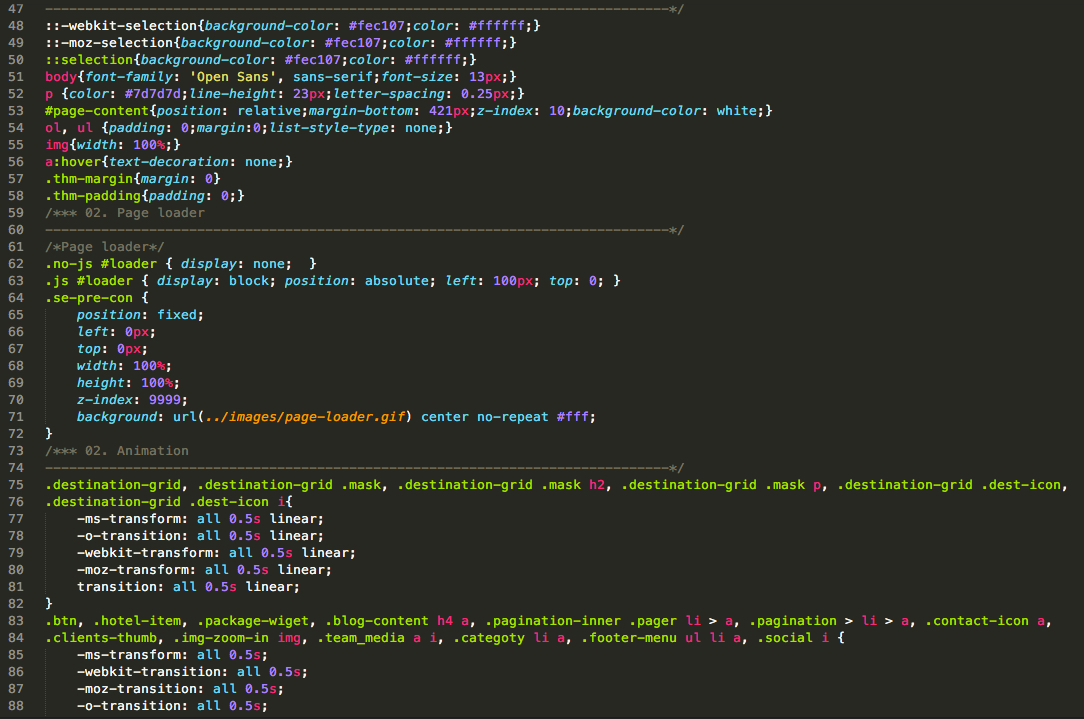 47 ------------------------------------------------------------------------------*/
48 ::-webkit-selection{background-color: #fec107;color: #ffffff;}
49 ::-moz-selection{background-color: #fec107;color: #ffffff;}
50 ::selection{background-color: #fec107;color: #ffffff;}
51 body{font-family: 'Open Sans', sans-serif;font-size: 13px;}
52 p {color: #7d7d7d;line-height: 23px;letter-spacing: 0.25px;}
53 #page-content{position: relative;margin-bottom: 421px;z-index: 10;background-color: white;}
54 ol, ul {padding: 0;margin:0;list-style-type: none;}
55 img{width: 100%;}
56 a:hover{text-decoration: none;}
57 .thm-margin{margin: 0}
58 .thm-padding{padding: 0;}
59 /*** 02. Page loader
60 ------------------------------------------------------------------------------*/
61 /*Page loader*/
62 .no-js #loader { display: none;  }
63 .js #loader { display: block; position: absolute; left: 100px; top: 0; }
64 .se-pre-con {
65     position: fixed;
66     left: 0px;
67     top: 0px;
68     width: 100%;
69     height: 100%;
70     z-index: 9999;
71     background: url(../images/page-loader.gif) center no-repeat #fff;
72 }
73 /*** 02. Animation
74 ------------------------------------------------------------------------------*/
75 .destination-grid, .destination-grid .mask, .destination-grid .mask h2, .destination-grid .mask p, .destination-grid .dest-icon,
76 .destination-grid .dest-icon i{
77     -ms-transform: all 0.5s linear;
78     -o-transition: all 0.5s linear;
79     -webkit-transform: all 0.5s linear;
80     -moz-transform: all 0.5s linear;
81     transition: all 0.5s linear;
82 }
83 .btn, .hotel-item, .package-wiget, .blog-content h4 a, .pagination-inner .pager li > a, .pagination > li > a, .contact-icon a,
84 .clients-thumb, .img-zoom-in img, .team_media a i, .categoty li a, .footer-menu ul li a, .social i {
85     -ms-transform: all 0.5s;
86     -webkit-transition: all 0.5s;
87     -moz-transition: all 0.5s;
88     -o-transition: all 0.5s;